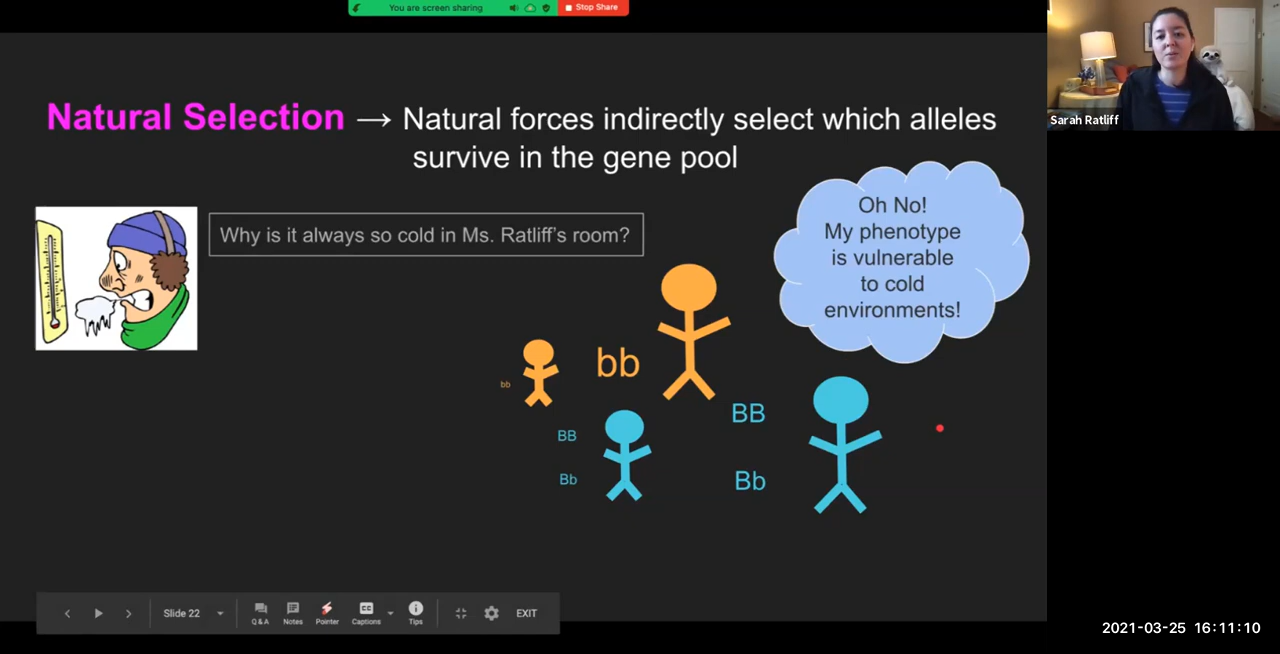 You are screen sharing
Stop Share
Sarah Ratliff
Natural Selection → Natural forces indirectly select which alleles
survive in the gene pool
Why is it always so cold in Ms. Ratliff's room?
Oh No!
My phenotype
is vulnerable
to cold
environments!
bb
bb
BB
Bb
BB
Bb
Slide 22
Q & A
Notes
Pointer
CC
Captions
Tips
EXIT
2021-03-25 16:11:10